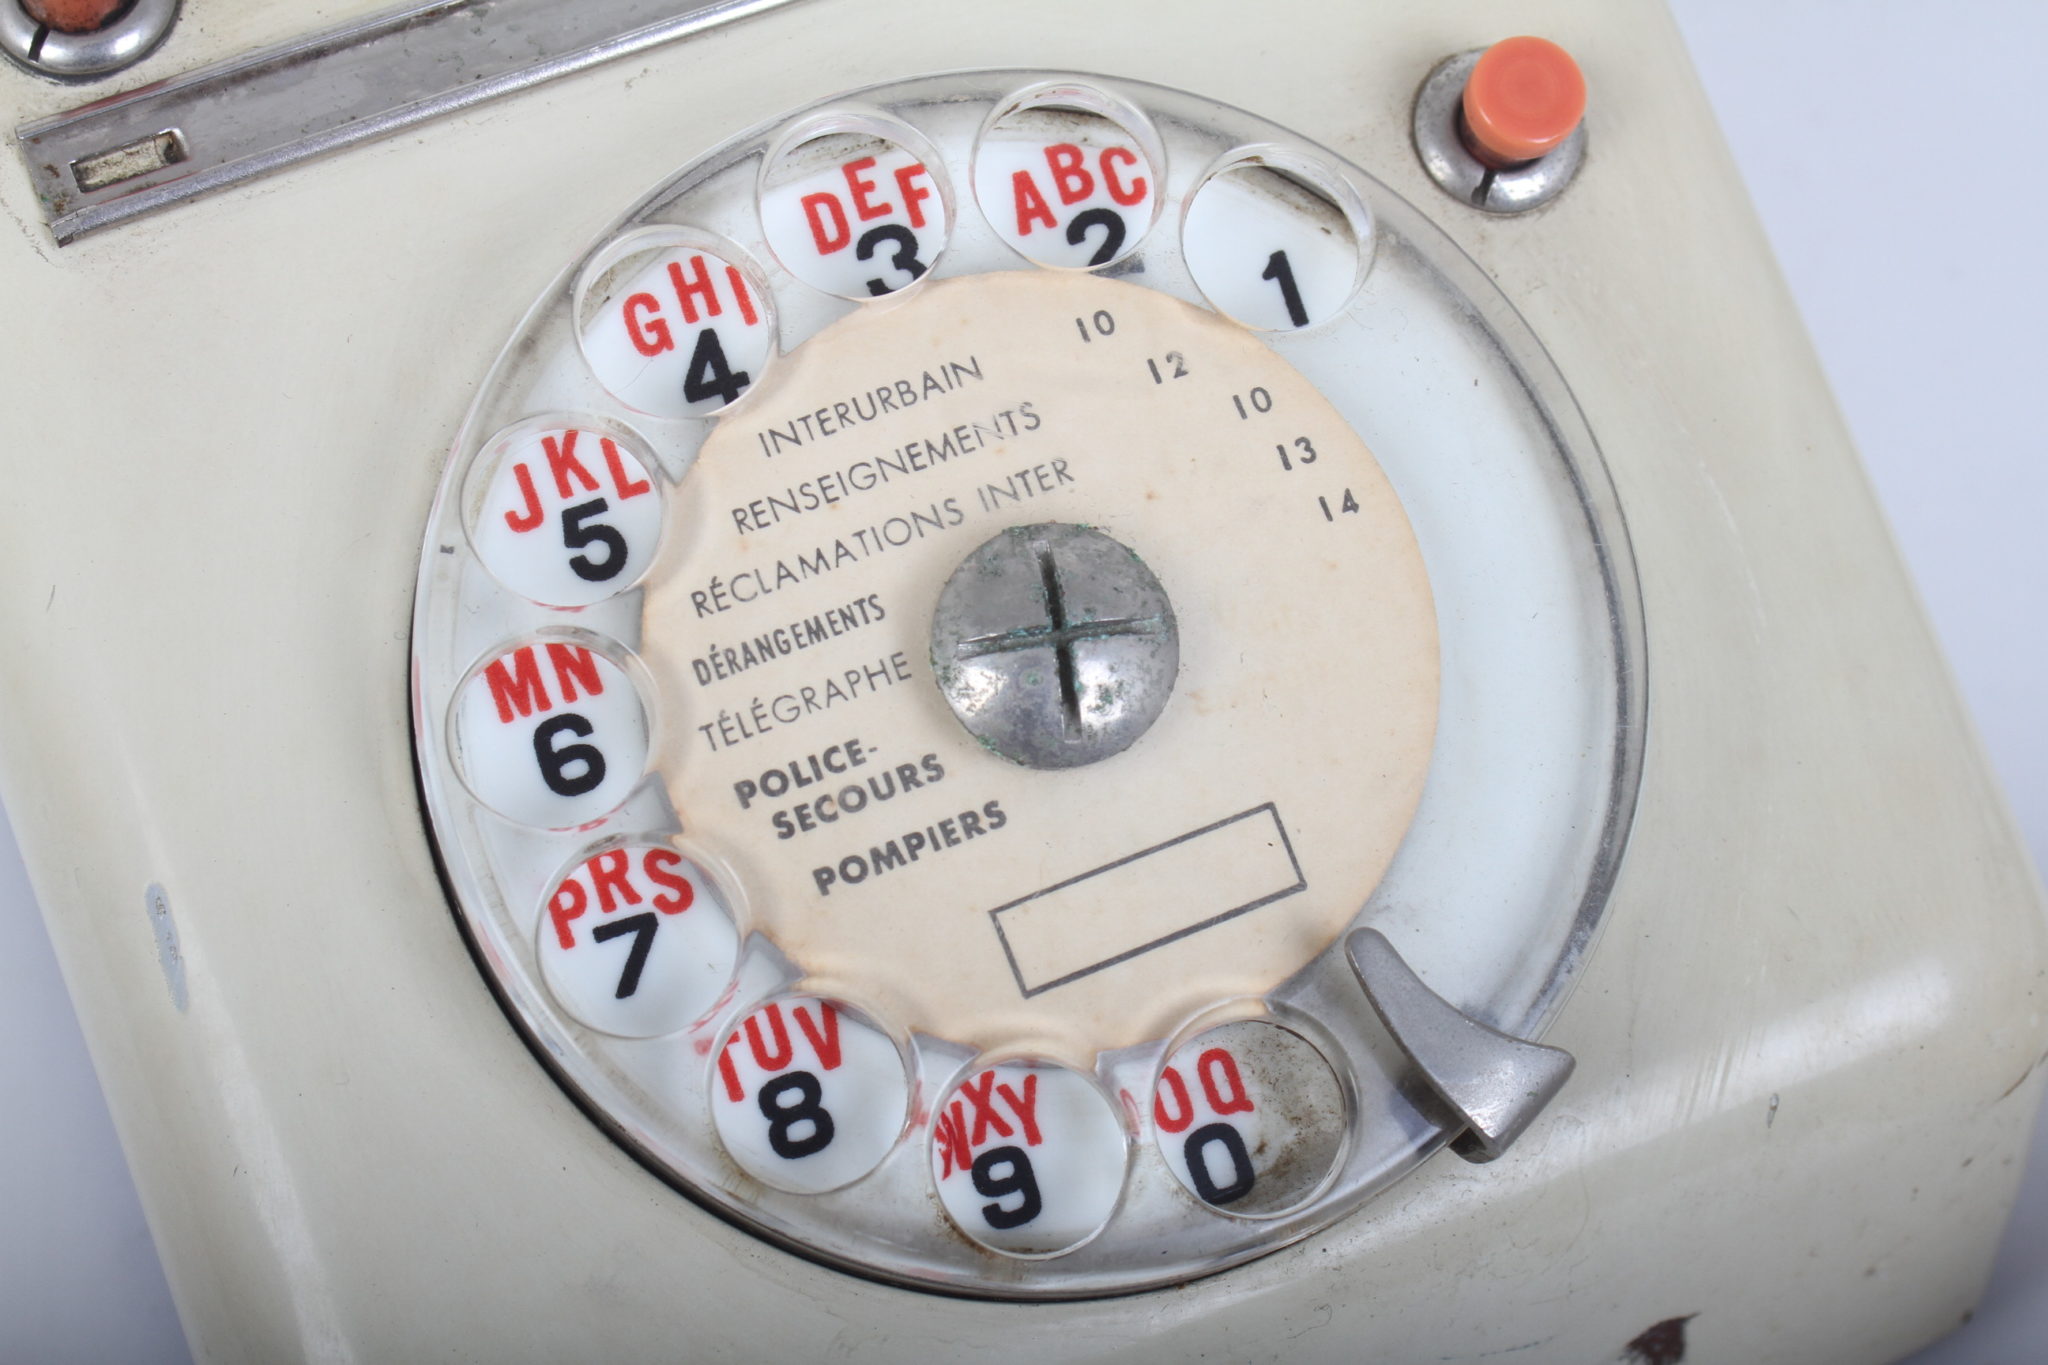 ABC
DEF
GHI
JKL
MN
PRS
TUV
WXY
OQ
1
2
3
4
5
6
7
8
9
0
INTERURBAIN 10
RENSEIGNEMENTS 12
RÉCLAMATIONS INTER 10
DÉRANGEMENTS 13
TÉLÉGRAPHE 14
POLICE-
SECOURS
POMPIERS